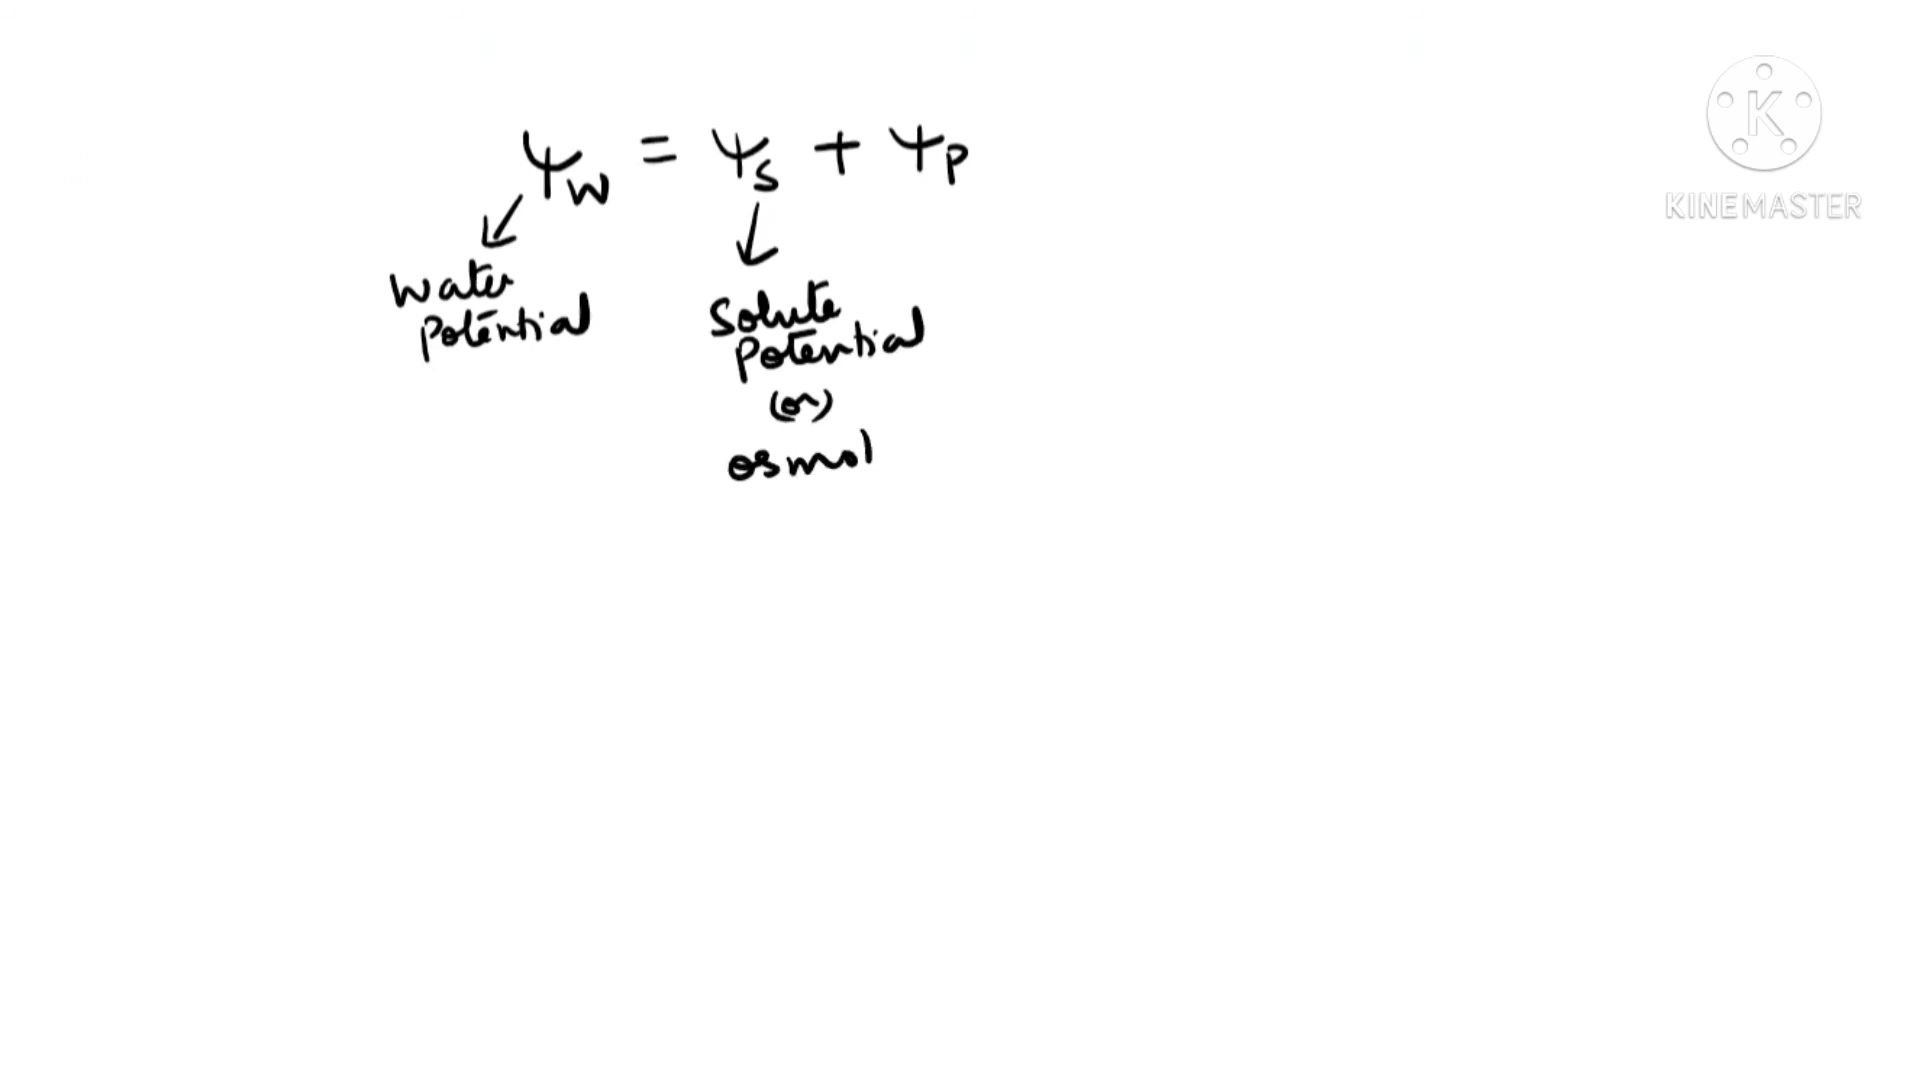 Ψw = Ψs + Ψp
Water
Potential
Solute
Potential
(or)
osmol
K
KINEMASTER